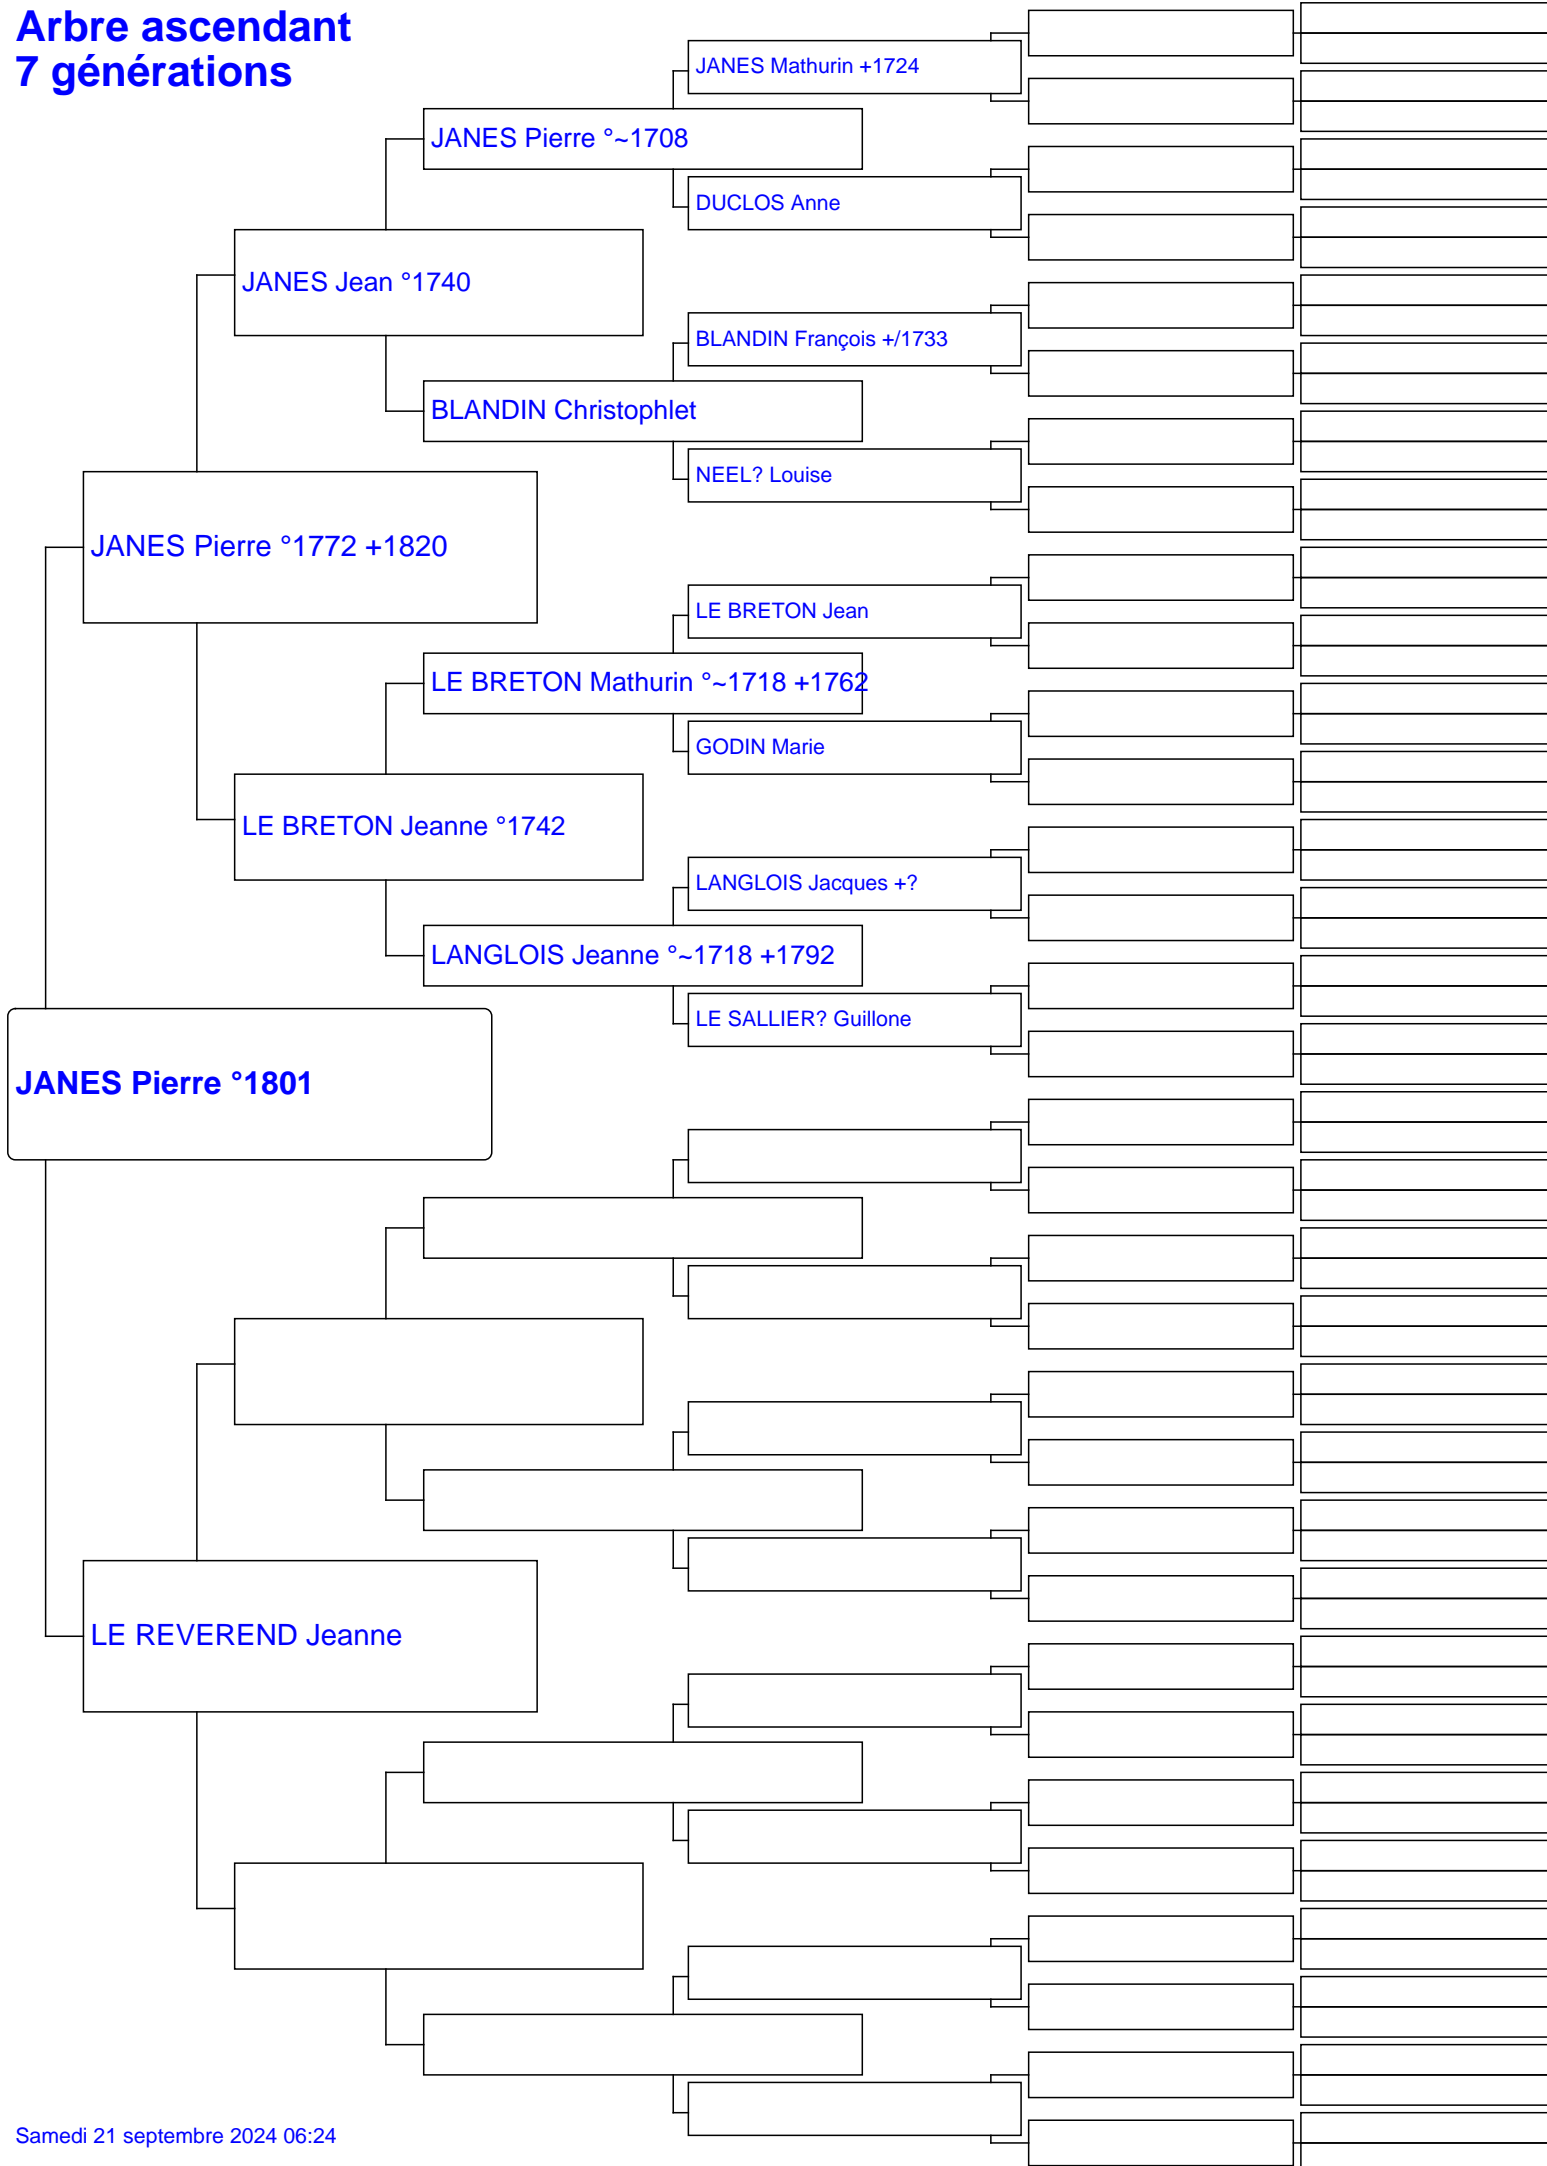 Arbre ascendant
7 générations
JANES Mathurin +1724
JANES Pierre °~1708
DUCLOS Anne
JANES Jean °1740
BLANDIN François +/1733
BLANDIN Christophlet
NEEL? Louise
JANES Pierre °1772 +1820
LE BRETON Jean
LE BRETON Mathurin °~1718 +1762
GODIN Marie
LE BRETON Jeanne °1742
LANGLOIS Jacques +?
LANGLOIS Jeanne °~1718 +1792
LE SALLIER? Guillone
JANES Pierre °1801
LE REVEREND Jeanne
Samedi 21 septembre 2024 06:24